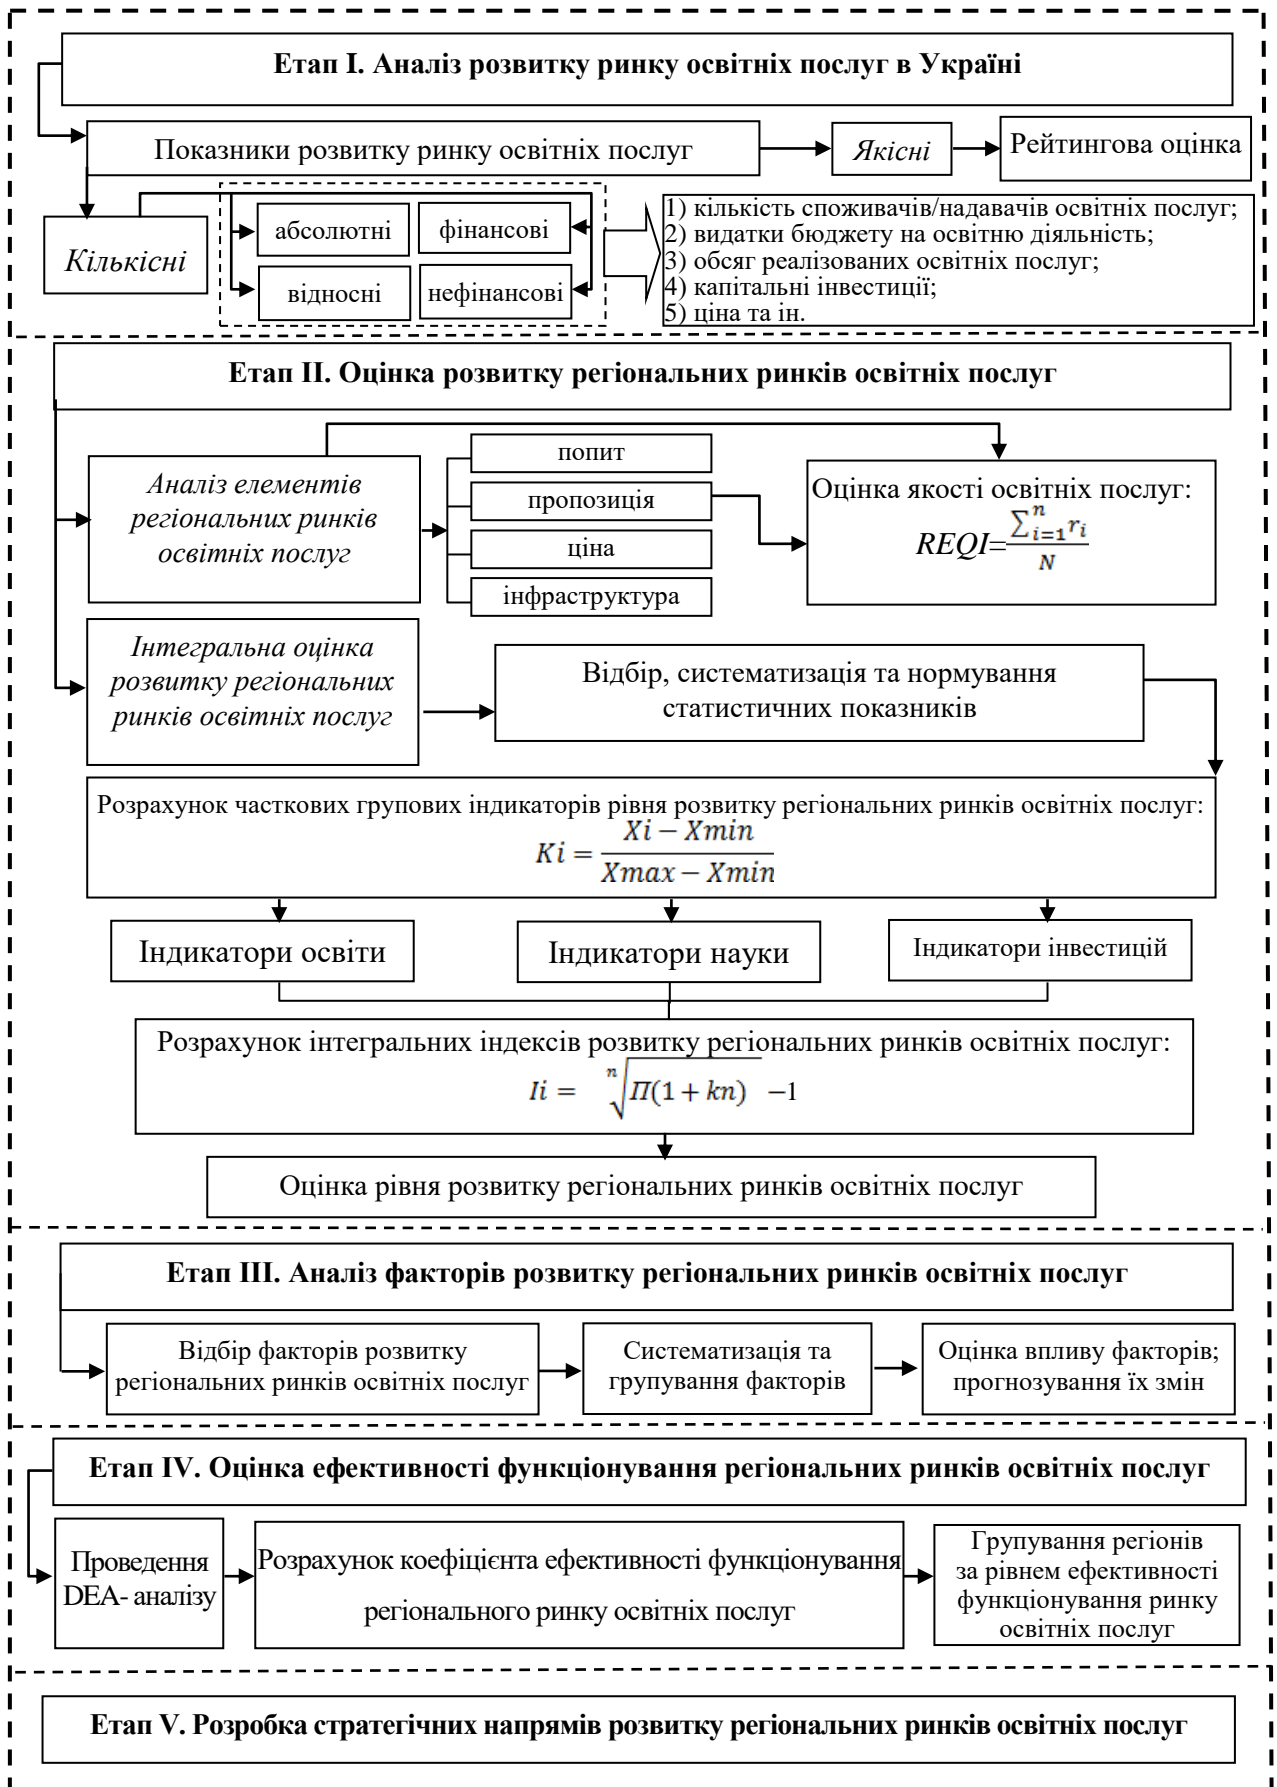 Етап I. Аналіз розвитку ринку освітніх послуг в Україні
Показники розвитку ринку освітніх послуг
Якісні
Рейтингова оцінка
Кількісні
абсолютні
фінансові
відносні
нефінансові
1) кількість споживачів/надавачів освітніх послуг;
2) видатки бюджету на освітню діяльність;
3) обсяг реалізованих освітніх послуг;
4) капітальні інвестиції;
5) ціна та ін.
Етап II. Оцінка розвитку регіональних ринків освітніх послуг
Аналіз елементів
регіональних ринків
освітніх послуг
попит
пропозиція
ціна
інфраструктура
Оцінка якості освітніх послуг:
REQI=\frac{\sum_{i=1}^{n} r_i}{N}
Інтегральна оцінка
розвитку регіональних
ринків освітніх послуг
Відбір, систематизація та нормування
статистичних показників
Розрахунок часткових групових індикаторів рівня розвитку регіональних ринків освітніх послуг:
Ki = \frac{Xi − Xmin}{Xmax − Xmin}
Індикатори освіти
Індикатори науки
Індикатори інвестицій
Розрахунок інтегральних індексів розвитку регіональних ринків освітніх послуг:
Ii = \sqrt[n]{П(1 + kn)} −1
Оцінка рівня розвитку регіональних ринків освітніх послуг
Етап III. Аналіз факторів розвитку регіональних ринків освітніх послуг
Відбір факторів розвитку
регіональних ринків освітніх послуг
Систематизація та
групування факторів
Оцінка впливу факторів;
прогнозування їх змін
Етап IV. Оцінка ефективності функціонування регіональних ринків освітніх послуг
Проведення
DEA- аналізу
Розрахунок коефіцієнта ефективності функціонування
регіонального ринку освітніх послуг
Групування регіонів
за рівнем ефективності
функціонування ринку
освітніх послуг
Етап V. Розробка стратегічних напрямів розвитку регіональних ринків освітніх послуг